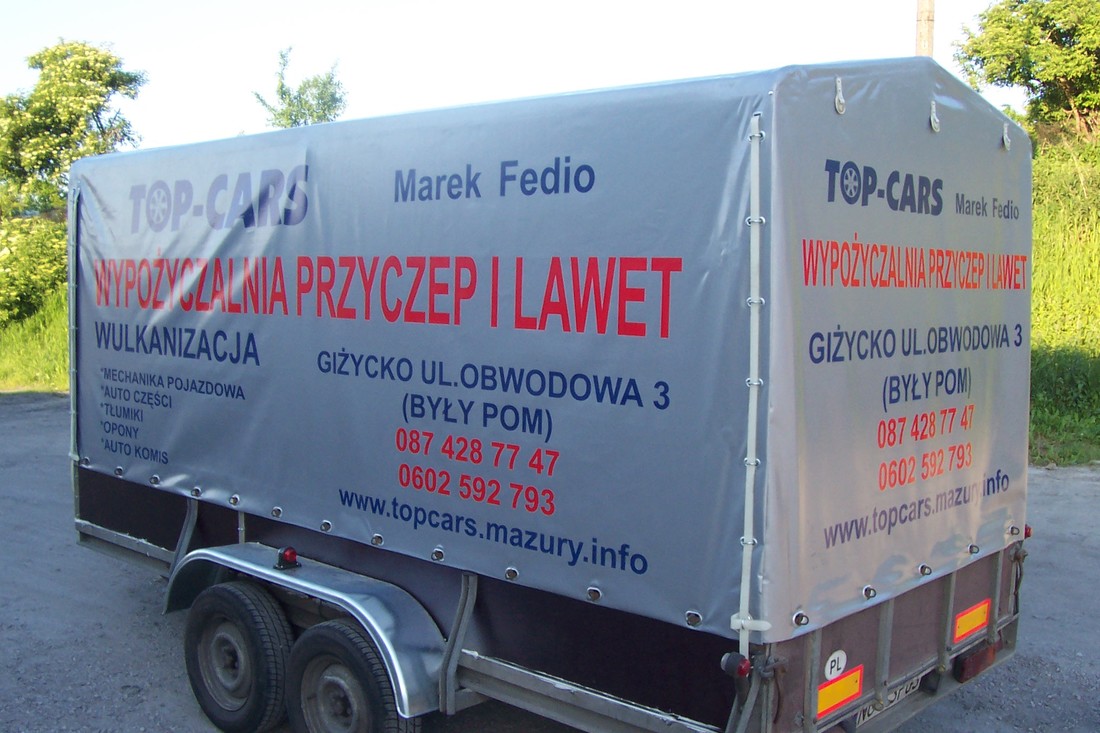 TOP-CARS Marek Fedio
WYPOŻYCZALNIA PRZYCZEP I LAWET
WULKANIZACJA
*MECHANIKA POJAZDOWA
*AUTO CZĘŚCI
*TŁUMIKI
*OPONY
*AUTO KOMIS
GIŻYCKO UL.OBWODOWA 3
(BYŁY POM)
087 428 77 47
0602 592 793
www.topcars.mazury.info
TOP-CARS Marek Fedio
WYPOŻYCZALNIA PRZYCZEP I LAWET
GIŻYCKO UL.OBWODOWA 3
(BYŁY POM)
087 428 77 47
0602 592 793
www.topcars.mazury.info
PL